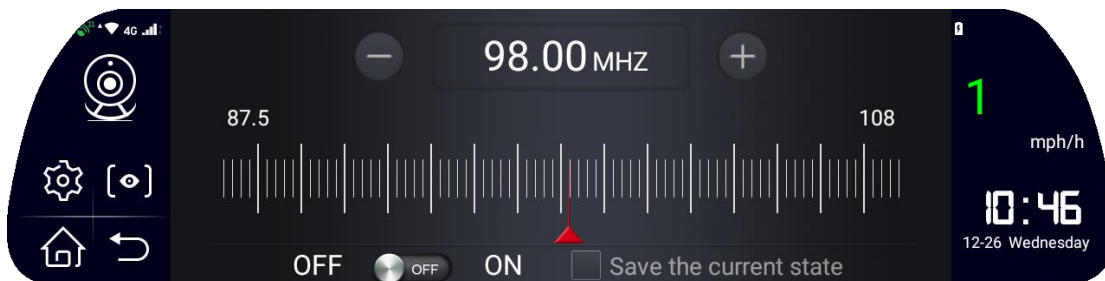 4G
98.00 MHZ
87.5
108
OFF
OFF
ON
Save the current state
1
mph/h
10:46
12-26 Wednesday